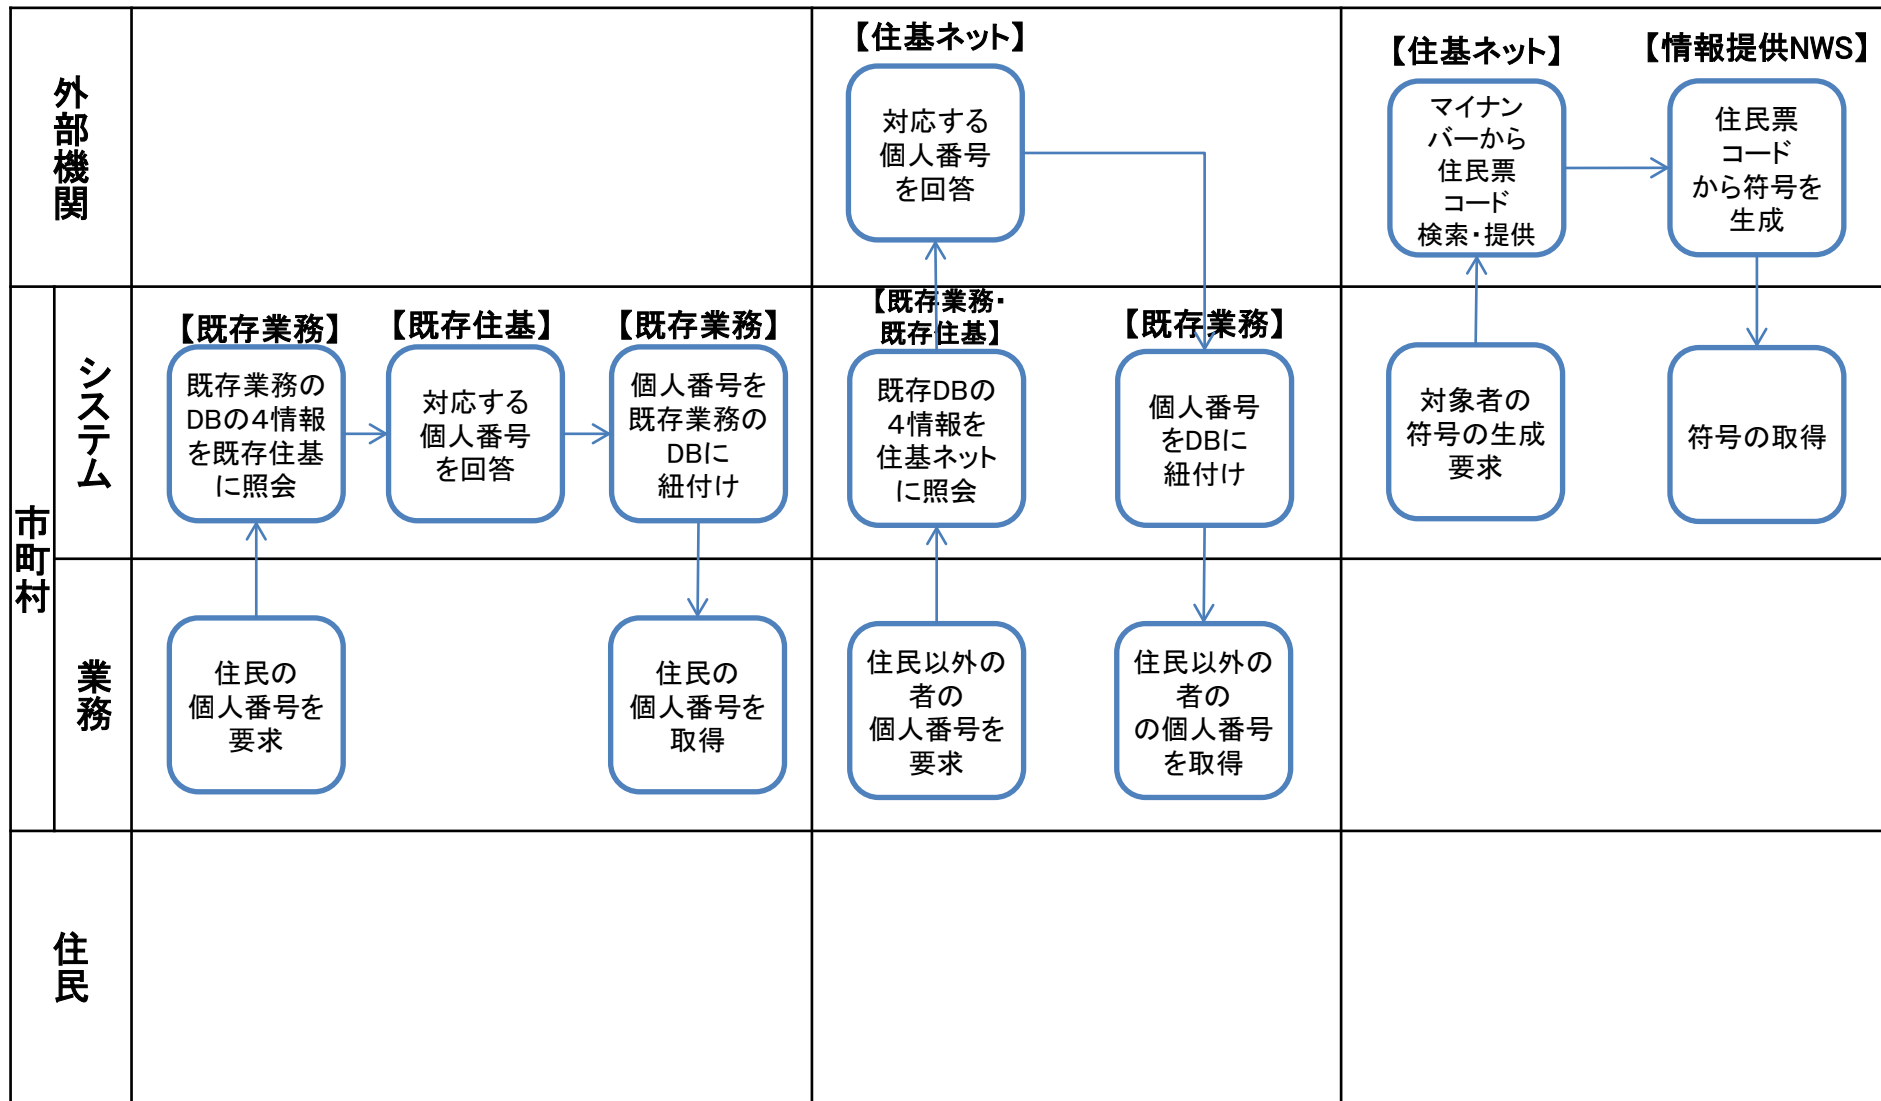 外部機関
【住基ネット】
対応する
個人番号
を回答
【住基ネット】
マイナン
バーから
住民票
コード
検索・提供
【情報提供NWS】
住民票
コード
から符号を
生成
市町村
システム
【既存業務】
既存業務の
DBの4情報
を既存住基
に照会
【既存住基】
対応する
個人番号
を回答
【既存業務】
個人番号を
既存業務の
DBに
紐付け
【既存業務・
既存住基】
既存DBの
4情報を
住基ネット
に照会
【既存業務】
個人番号
をDBに
紐付け
対象者の
符号の生成
要求
符号の取得
業務
住民の
個人番号を
要求
住民の
個人番号を
取得
住民以外の
者の
個人番号を
要求
住民以外の
者の
の個人番号
を取得
住民